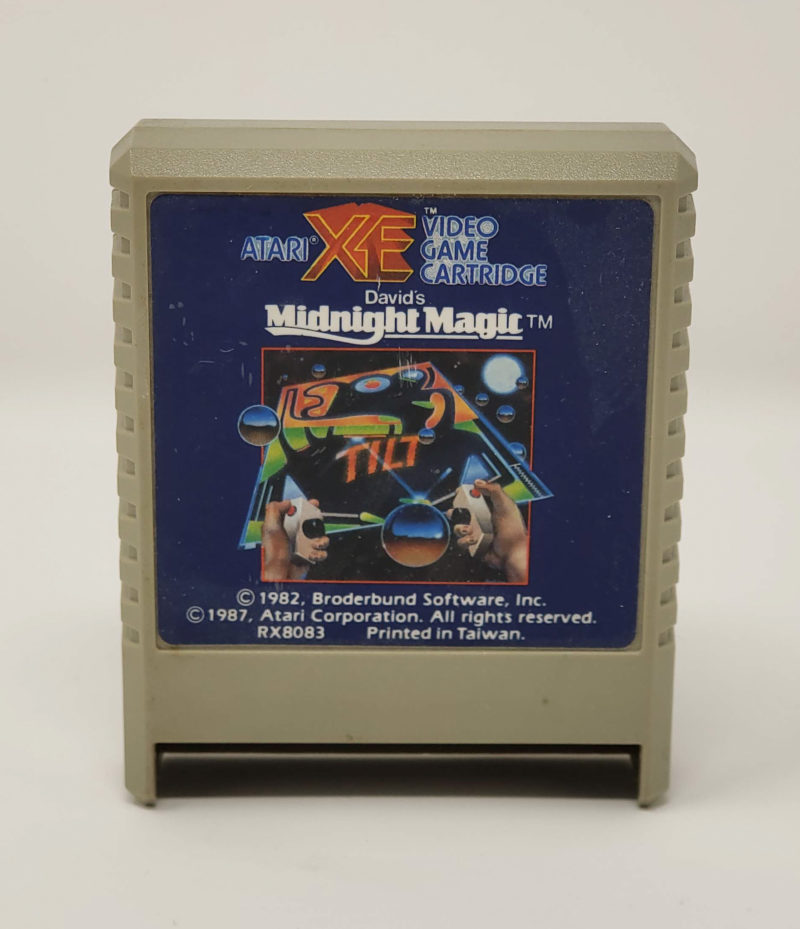 ATARI® XE™ VIDEO
GAME
CARTRIDGE
David's
Midnight Magic™
TILT
© 1982, Broderbund Software, Inc.
© 1987, Atari Corporation. All rights reserved.
RX8083 Printed in Taiwan.